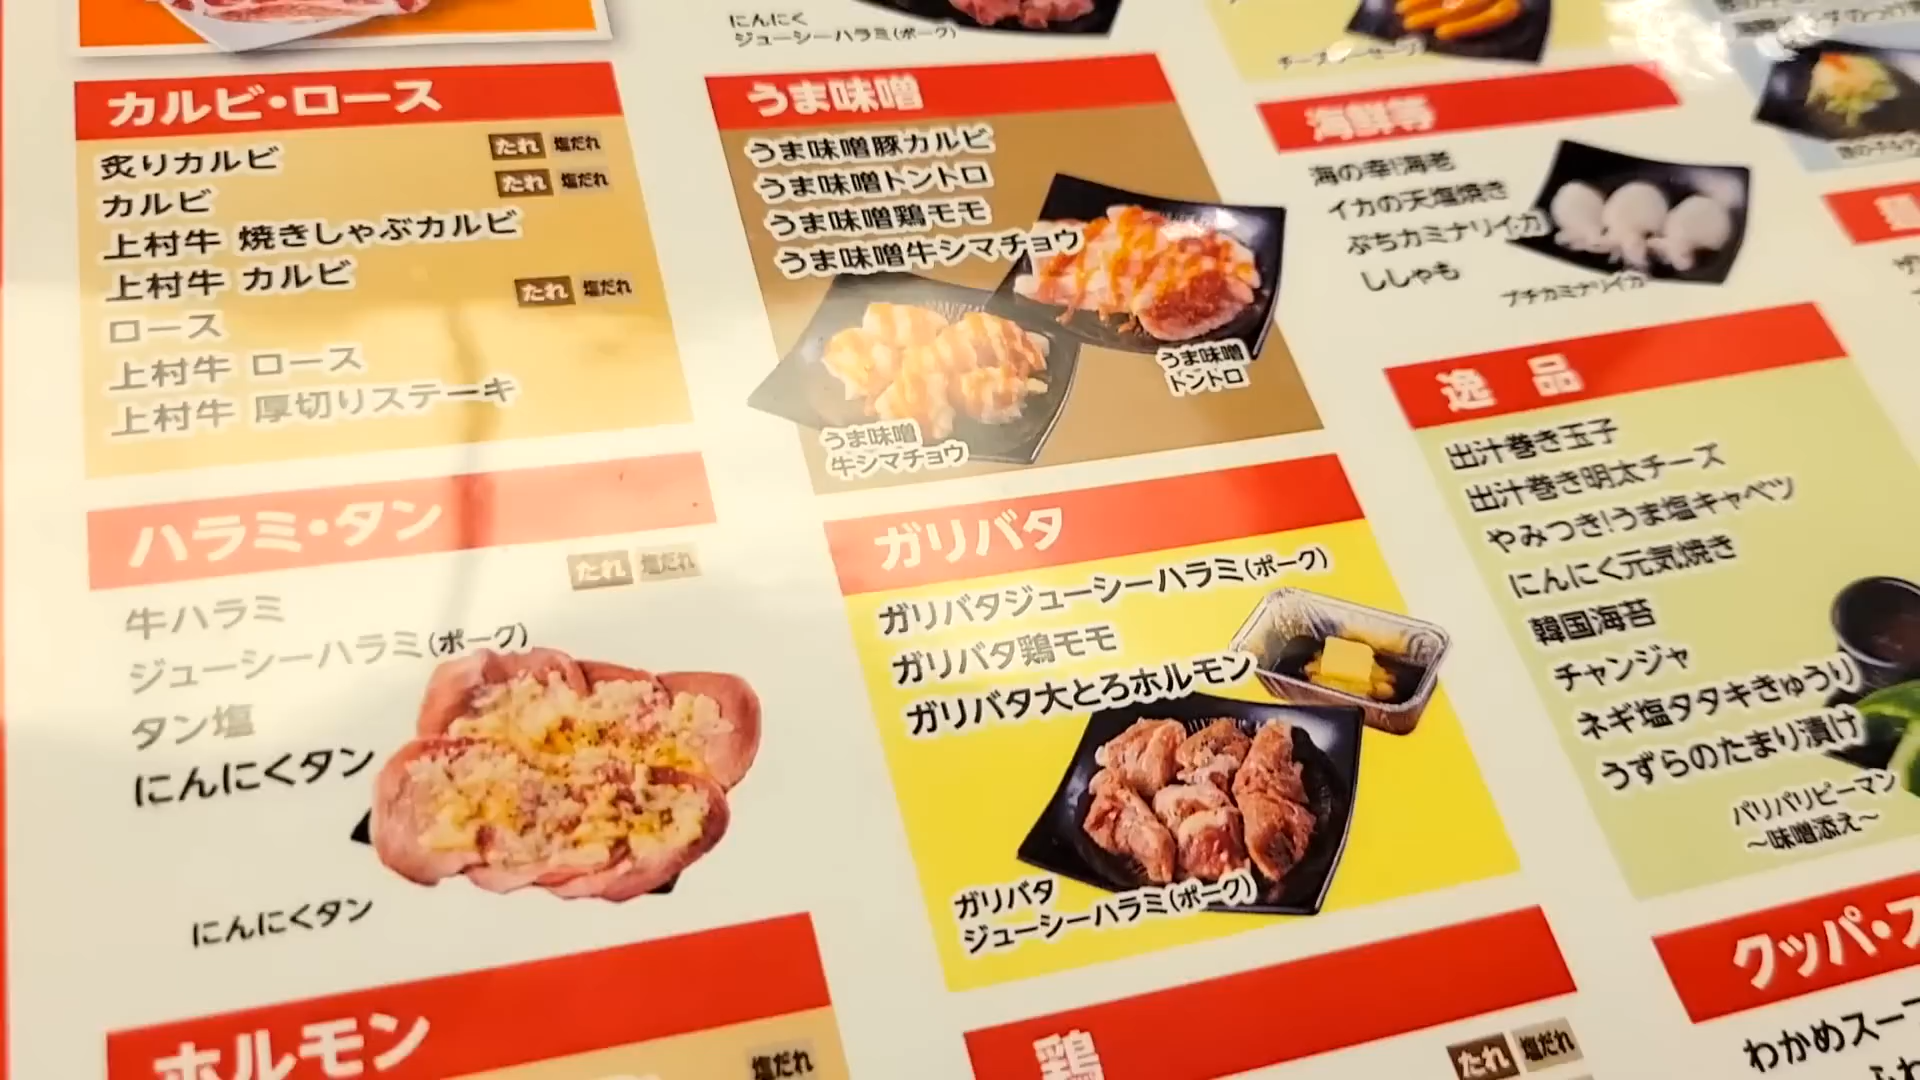 にんにく
ジューシーハラミ(ポーク)
チーズソーセージ
カルビ・ロース
炙りカルビ たれ 塩だれ
カルビ たれ 塩だれ
上村牛 焼きしゃぶカルビ
上村牛 カルビ
ロース たれ 塩だれ
上村牛 ロース
上村牛 厚切りステーキ
ハラミ・タン
たれ 塩だれ
牛ハラミ
ジューシーハラミ(ポーク)
タン塩
にんにくタン
にんにくタン
ホルモン
塩だれ
うま味噌
うま味噌豚カルビ
うま味噌トントロ
うま味噌鶏モモ
うま味噌牛シマチョウ
うま味噌
トントロ
うま味噌
牛シマチョウ
ガリバタ
ガリバタジューシーハラミ(ポーク)
ガリバタ鶏モモ
ガリバタ大とろホルモン
ガリバタ
ジューシーハラミ(ポーク)
鶏
たれ 塩だれ
海鮮等
海の幸!海老
イカの天塩焼き
ぷちカミナリイカ
ししゃも
プチカミナリイカ
逸品
出汁巻き玉子
出汁巻き明太チーズ
やみつき!うま塩キャベツ
にんにく元気焼き
韓国海苔
チャンジャ
ネギ塩タタキきゅうり
うずらのたまり漬け
パリパリピーマン
〜味噌添え〜
クッパ・ス
わかめスー